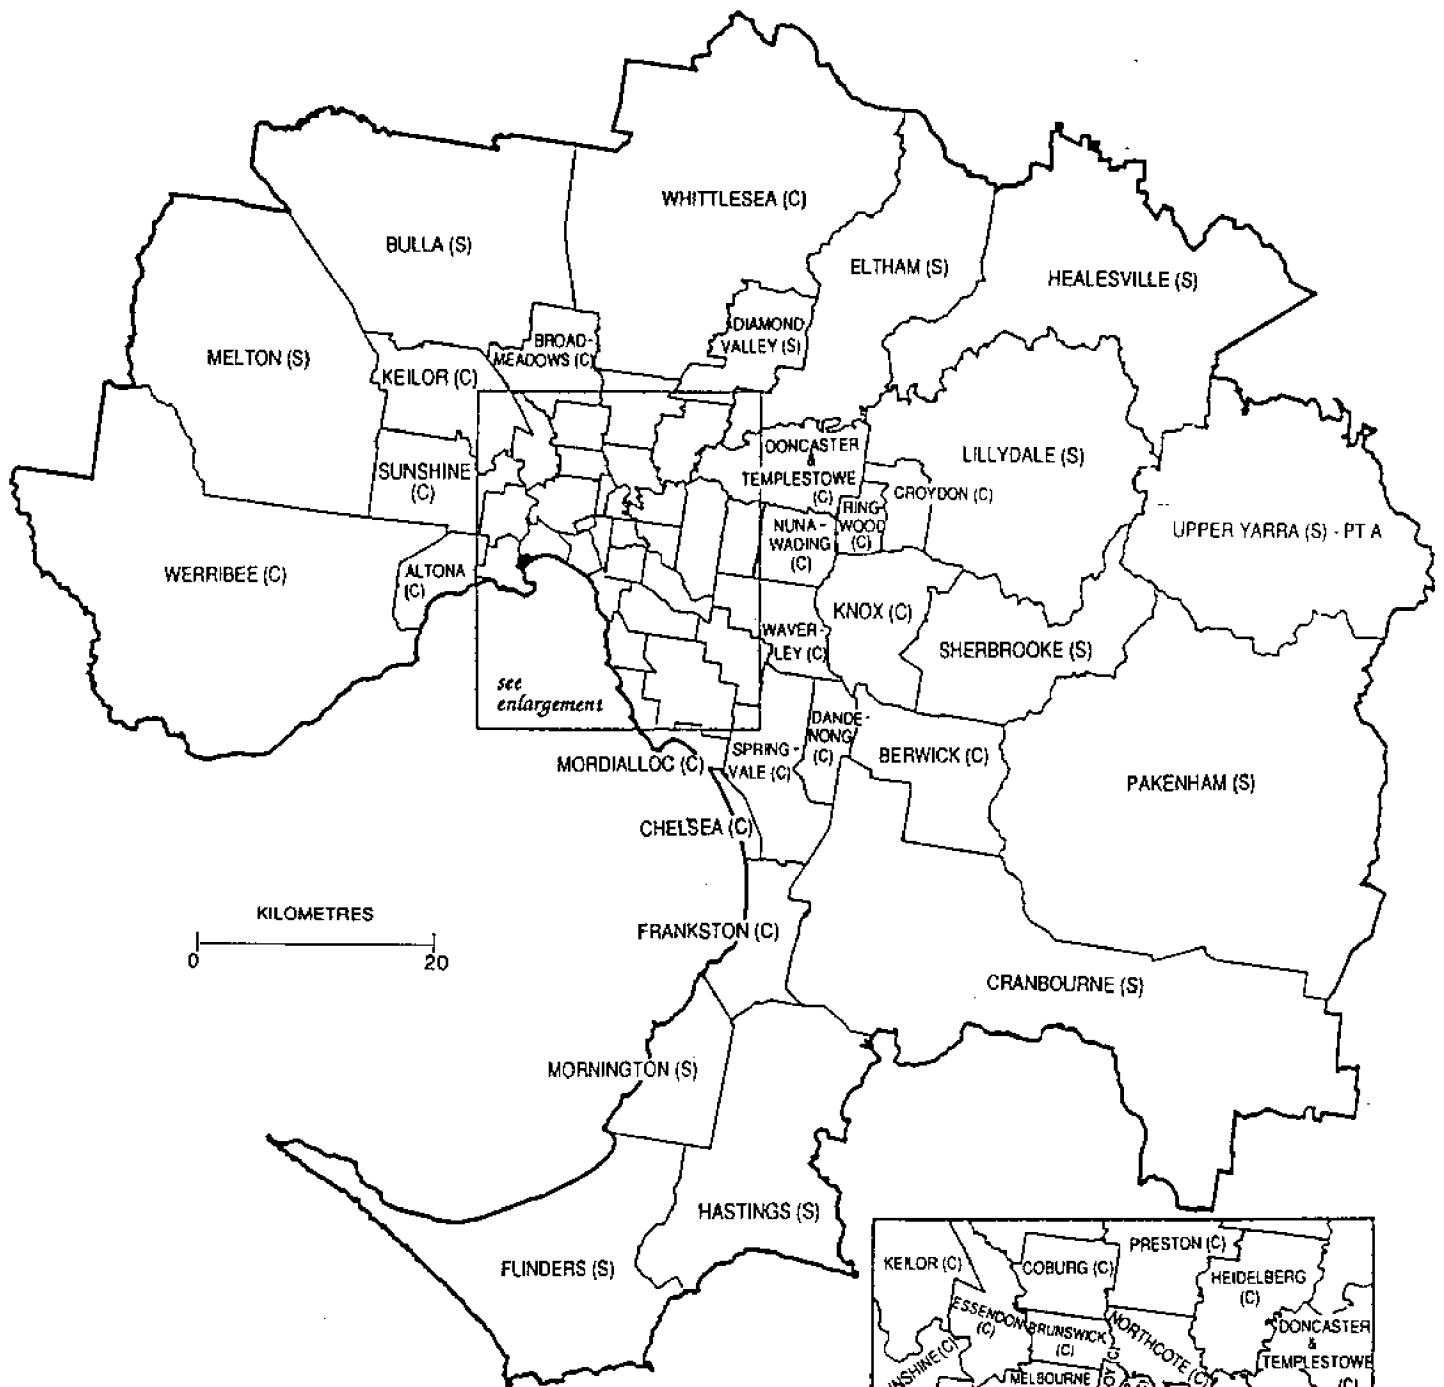 WHITTLESEA (C)
BULLA (S)
ELTHAM (S)
HEALESVILLE (S)
DIAMOND
VALLEY (S)
BROAD-
MEADOWS (C)
MELTON (S)
KEILOR (C)
DONCASTER
&
TEMPLESTOWE
(C)
LILLYDALE (S)
SUNSHINE
(C)
CROYDON (C)
RING
WOOD
(C)
NUNA-
WADING
(C)
UPPER YARRA (S) - PT A
WERRIBEE (C)
ALTONA
(C)
KNOX (C)
WAVER-
LEY (C)
SHERBROOKE (S)
see
enlargement
DANDE-
NONG
(C)
MORDIALLOC (C)
SPRING-
VALE (C)
BERWICK (C)
PAKENHAM (S)
CHELSEA (C)
KILOMETRES
0 20
FRANKSTON (C)
CRANBOURNE (S)
MORNINGTON (S)
HASTINGS (S)
FLINDERS (S)
KEILOR (C)
COBURG (C)
PRESTON (C)
HEIDELBERG
(C)
ESSENDON
(C)
BRUNSWICK
(C)
NORTHCOTE (C)
DONCASTER
&
TEMPLESTOWE
(C)
NSHINE (C)
MELBOURNE